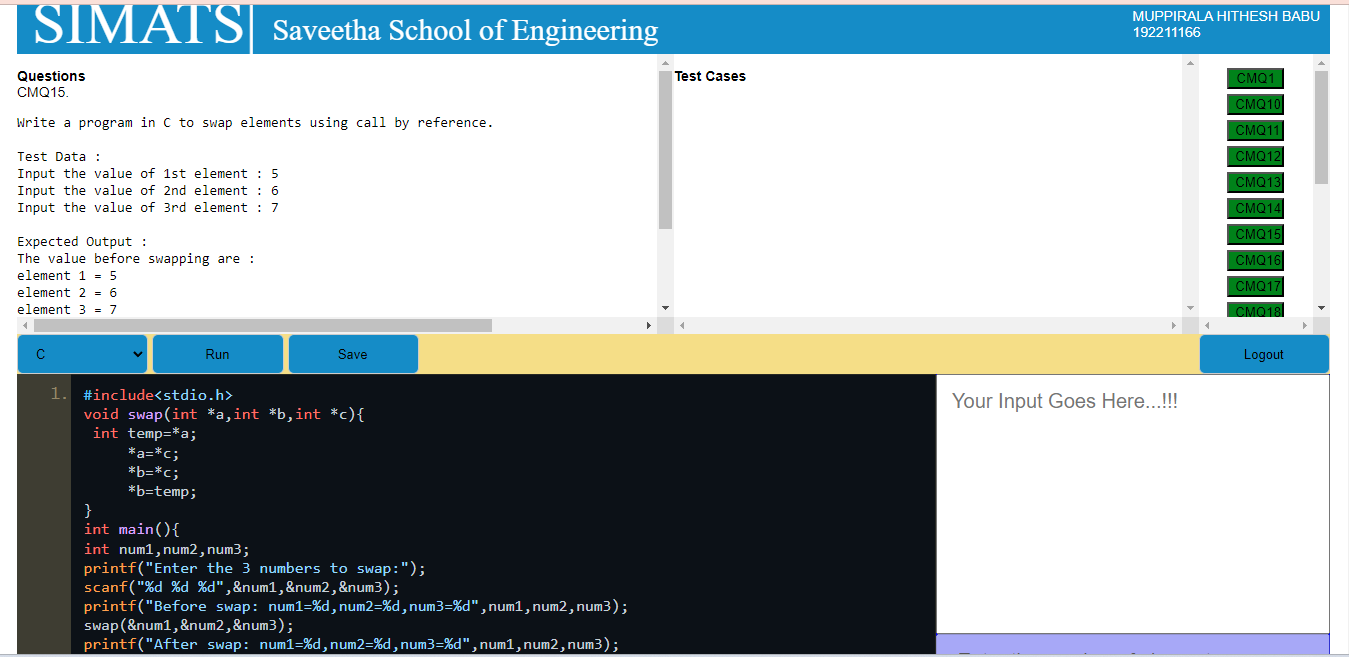 SIMATS
Saveetha School of Engineering
MUPPIRALA HITHESH BABU
192211166
Questions
CMQ15.
Write a program in C to swap elements using call by reference.
Test Data :
Input the value of 1st element : 5
Input the value of 2nd element : 6
Input the value of 3rd element : 7
Expected Output :
The value before swapping are :
element 1 = 5
element 2 = 6
element 3 = 7
Test Cases
CMQ1
CMQ10
CMQ11
CMQ12
CMQ13
CMQ14
CMQ15
CMQ16
CMQ17
CMQ18
C
Run
Save
Logout
1.
#include<stdio.h>
void swap(int *a,int *b,int *c){
int temp=*a;
*a=*c;
*b=*c;
*b=temp;
}
int main(){
int num1,num2,num3;
printf("Enter the 3 numbers to swap:");
scanf("%d %d %d",&num1,&num2,&num3);
printf("Before swap: num1=%d,num2=%d,num3=%d",num1,num2,num3);
swap(&num1,&num2,&num3);
printf("After swap: num1=%d,num2=%d,num3=%d",num1,num2,num3);
Your Input Goes Here...!!!